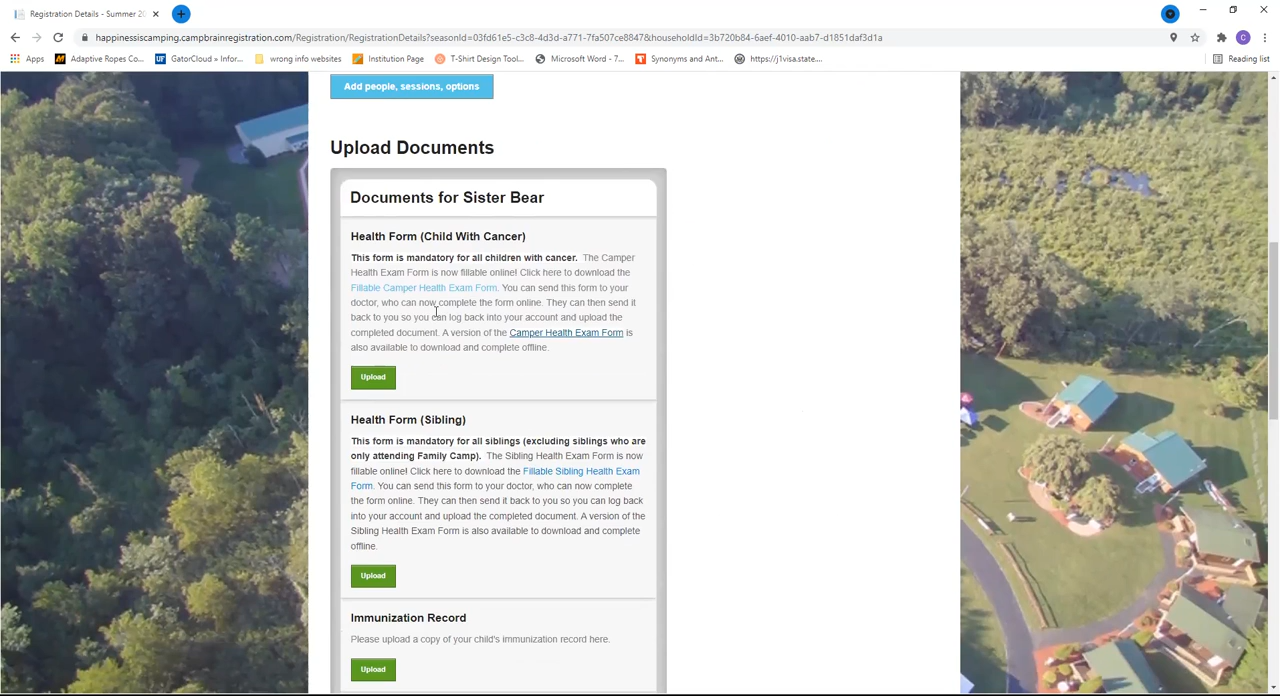 Registration Details - Summer 20
happinessiscamping.campbrainregistration.com/Registration/RegistrationDetails?seasonId=03fd61e5-c3c8-4d3d-a771-7fa507ce8847&householdId=3b720b84-6aef-4010-aab7-d1851daf3d1a
C
Apps
Adaptive Ropes Co...
GatorCloud » Infor...
wrong info websites
Institution Page
T-Shirt Design Tool...
Microsoft Word - 7...
Synonyms and Ant...
https://j1visa.state....
Reading list
Add people, sessions, options
Upload Documents
Documents for Sister Bear
Health Form (Child With Cancer)
This form is mandatory for all children with cancer. The Camper
Health Exam Form is now fillable online! Click here to download the
Fillable Camper Health Exam Form. You can send this form to your
doctor, who can now complete the form online. They can then send it
back to you so you can log back into your account and upload the
completed document. A version of the Camper Health Exam Form is
also available to download and complete offline.
Upload
Health Form (Sibling)
This form is mandatory for all siblings (excluding siblings who are
only attending Family Camp). The Sibling Health Exam Form is now
fillable online! Click here to download the Fillable Sibling Health Exam
Form. You can send this form to your doctor, who can now complete
the form online. They can then send it back to you so you can log back
into your account and upload the completed document. A version of the
Sibling Health Exam Form is also available to download and complete
offline.
Upload
Immunization Record
Please upload a copy of your child's immunization record here.
Upload